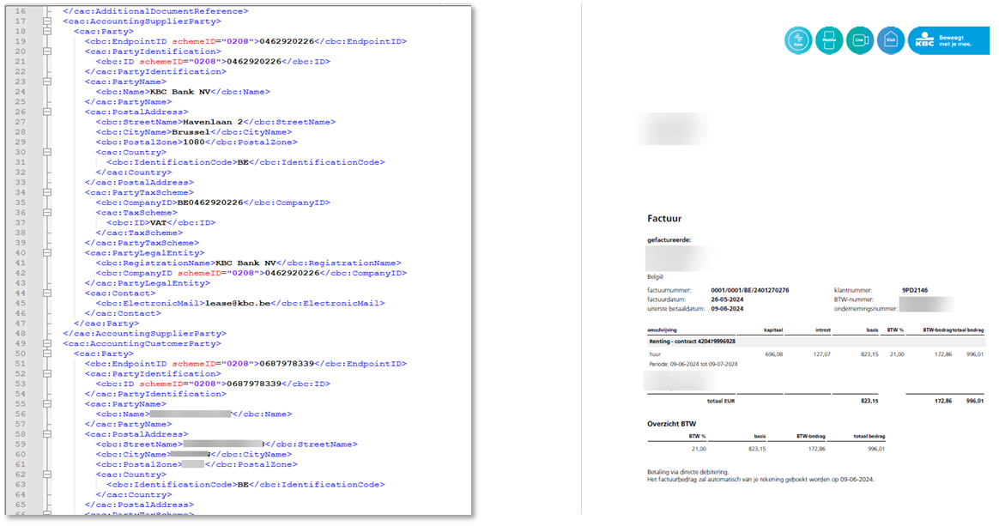 16 </cac:AdditionalDocumentReference>
17 <cac:AccountingSupplierParty>
18 <cac:Party>
19 <cbc:EndpointID schemeID="0208">0462920226</cbc:EndpointID>
20 <cac:PartyIdentification>
21 <cbc:ID schemeID="0208">0462920226</cbc:ID>
22 </cac:PartyIdentification>
23 <cac:PartyName>
24 <cbc:Name>KBC Bank NV</cbc:Name>
25 </cac:PartyName>
26 <cac:PostalAddress>
27 <cbc:StreetName>Havenlaan 2</cbc:StreetName>
28 <cbc:CityName>Brussel</cbc:CityName>
29 <cbc:PostalZone>1080</cbc:PostalZone>
30 <cac:Country>
31 <cbc:IdentificationCode>BE</cbc:IdentificationCode>
32 </cac:Country>
33 </cac:PostalAddress>
34 <cac:PartyTaxScheme>
35 <cbc:CompanyID>BE0462920226</cbc:CompanyID>
36 <cac:TaxScheme>
37 <cbc:ID>VAT</cbc:ID>
38 </cac:TaxScheme>
39 </cac:PartyTaxScheme>
40 <cac:PartyLegalEntity>
41 <cbc:RegistrationName>KBC Bank NV</cbc:RegistrationName>
42 <cbc:CompanyID schemeID="0208">0462920226</cbc:CompanyID>
43 </cac:PartyLegalEntity>
44 <cac:Contact>
45 <cbc:ElectronicMail>lease@kbc.be</cbc:ElectronicMail>
46 </cac:Contact>
47 </cac:Party>
48 </cac:AccountingSupplierParty>
49 <cac:AccountingCustomerParty>
50 <cac:Party>
51 <cbc:EndpointID schemeID="0208">0687978339</cbc:EndpointID>
52 <cac:PartyIdentification>
53 <cbc:ID schemeID="0208">0687978339</cbc:ID>
54 </cac:PartyIdentification>
55 <cac:PartyName>
56 <cbc:Name></cbc:Name>
57 </cac:PartyName>
58 <cac:PostalAddress>
59 <cbc:StreetName></cbc:StreetName>
60 <cbc:CityName></cbc:CityName>
61 <cbc:PostalZone></cbc:PostalZone>
62 <cac:Country>
63 <cbc:IdentificationCode>BE</cbc:IdentificationCode>
64 </cac:Country>
65 </cac:PostalAddress>
66 <cac:PartyTaxScheme>
Kate Mobile Live Visit KBC Beweegt
met je mee.
Factuur
gefactureerde:
België
factuurnummer: 0001/0001/BE/2401270276 klantnummer: 9PD2146
factuurdatum: 26-05-2024 BTW-nummer:
uiterste betaaldatum: 09-06-2024 ondernemingsnummer:
omschrijving kapitaal intrest basis BTW % BTW-bedrag totaal bedrag
Renting - contract 420479996928
huur 696,08 127,07 823,15 21,00 172,86 996,01
Periode: 09-06-2024 tot 09-07-2024
totaal EUR 823,15 172,86 996,01
Overzicht BTW
BTW % basis BTW-bedrag totaal bedrag
21,00 823,15 172,86 996,01
Betaling via directe debitering.
Het factuurbedrag zal automatisch van je rekening geboekt worden op 09-06-2024.